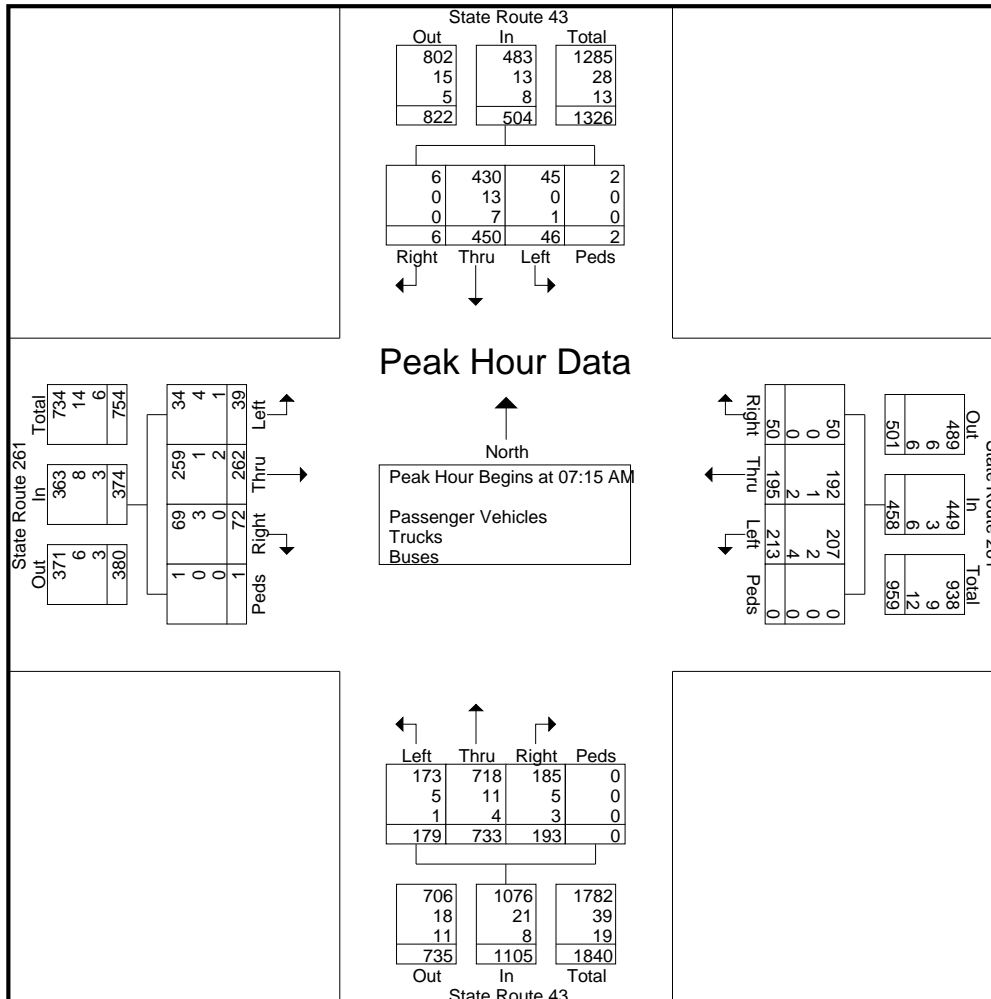 State Route 43
Out In Total
802 483 1285
15 13 28
5 8 13
822 504 1326
6 430 45 2
0 13 0 0
0 7 1 0
6 450 46 2
Right Thru Left Peds
Peak Hour Data
North
Peak Hour Begins at 07:15 AM
Passenger Vehicles
Trucks
Buses
State Route 261
Total In Out
734 363 371
14 8 6
6 3 3
754 374 380
34 259 69 1
4 1 3 0
1 2 0 0
39 262 72 1
Left Thru Right Peds
Right Thru Left Peds
50 195 213 0
0 2 4 0
0 1 2 0
50 192 207 0
Out In Total
501 458 959
6 6 12
6 3 9
489 449 938
State Route 261
Left Thru Right Peds
173 718 185 0
5 11 5 0
1 4 3 0
179 733 193 0
706 1076 1782
18 21 39
11 8 19
735 1105 1840
Out In Total
State Route 43